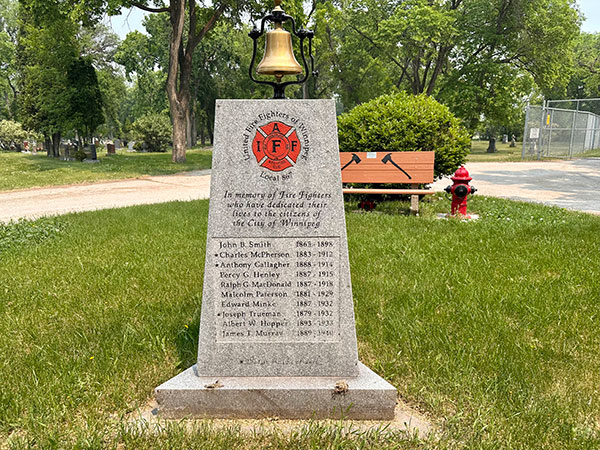 United Fire Fighters of Winnipeg
A
I F F
Local 867
In memory of Fire Fighters
who have dedicated their
lives to the citizens of
the City of Winnipeg
John B. Smith 1863-1898
★Charles McPherson 1883-1912
★Anthony Gallagher 1888-1914
Percy G. Henley 1887-1915
Ralph G. MacDonald 1887-1918
Malcolm Paterson 1881-1929
Edward Minke 1887-1932
★Joseph Trueman 1879-1932
Albert W. Hopper 1893-1933
James T. Murray 1889-1940